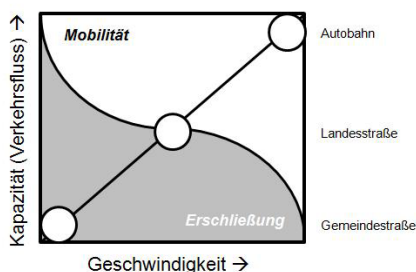 Kapazität (Verkehrsfluss) →
Mobilität
Autobahn
Landesstraße
Erschließung
Gemeindestraße
Geschwindigkeit →